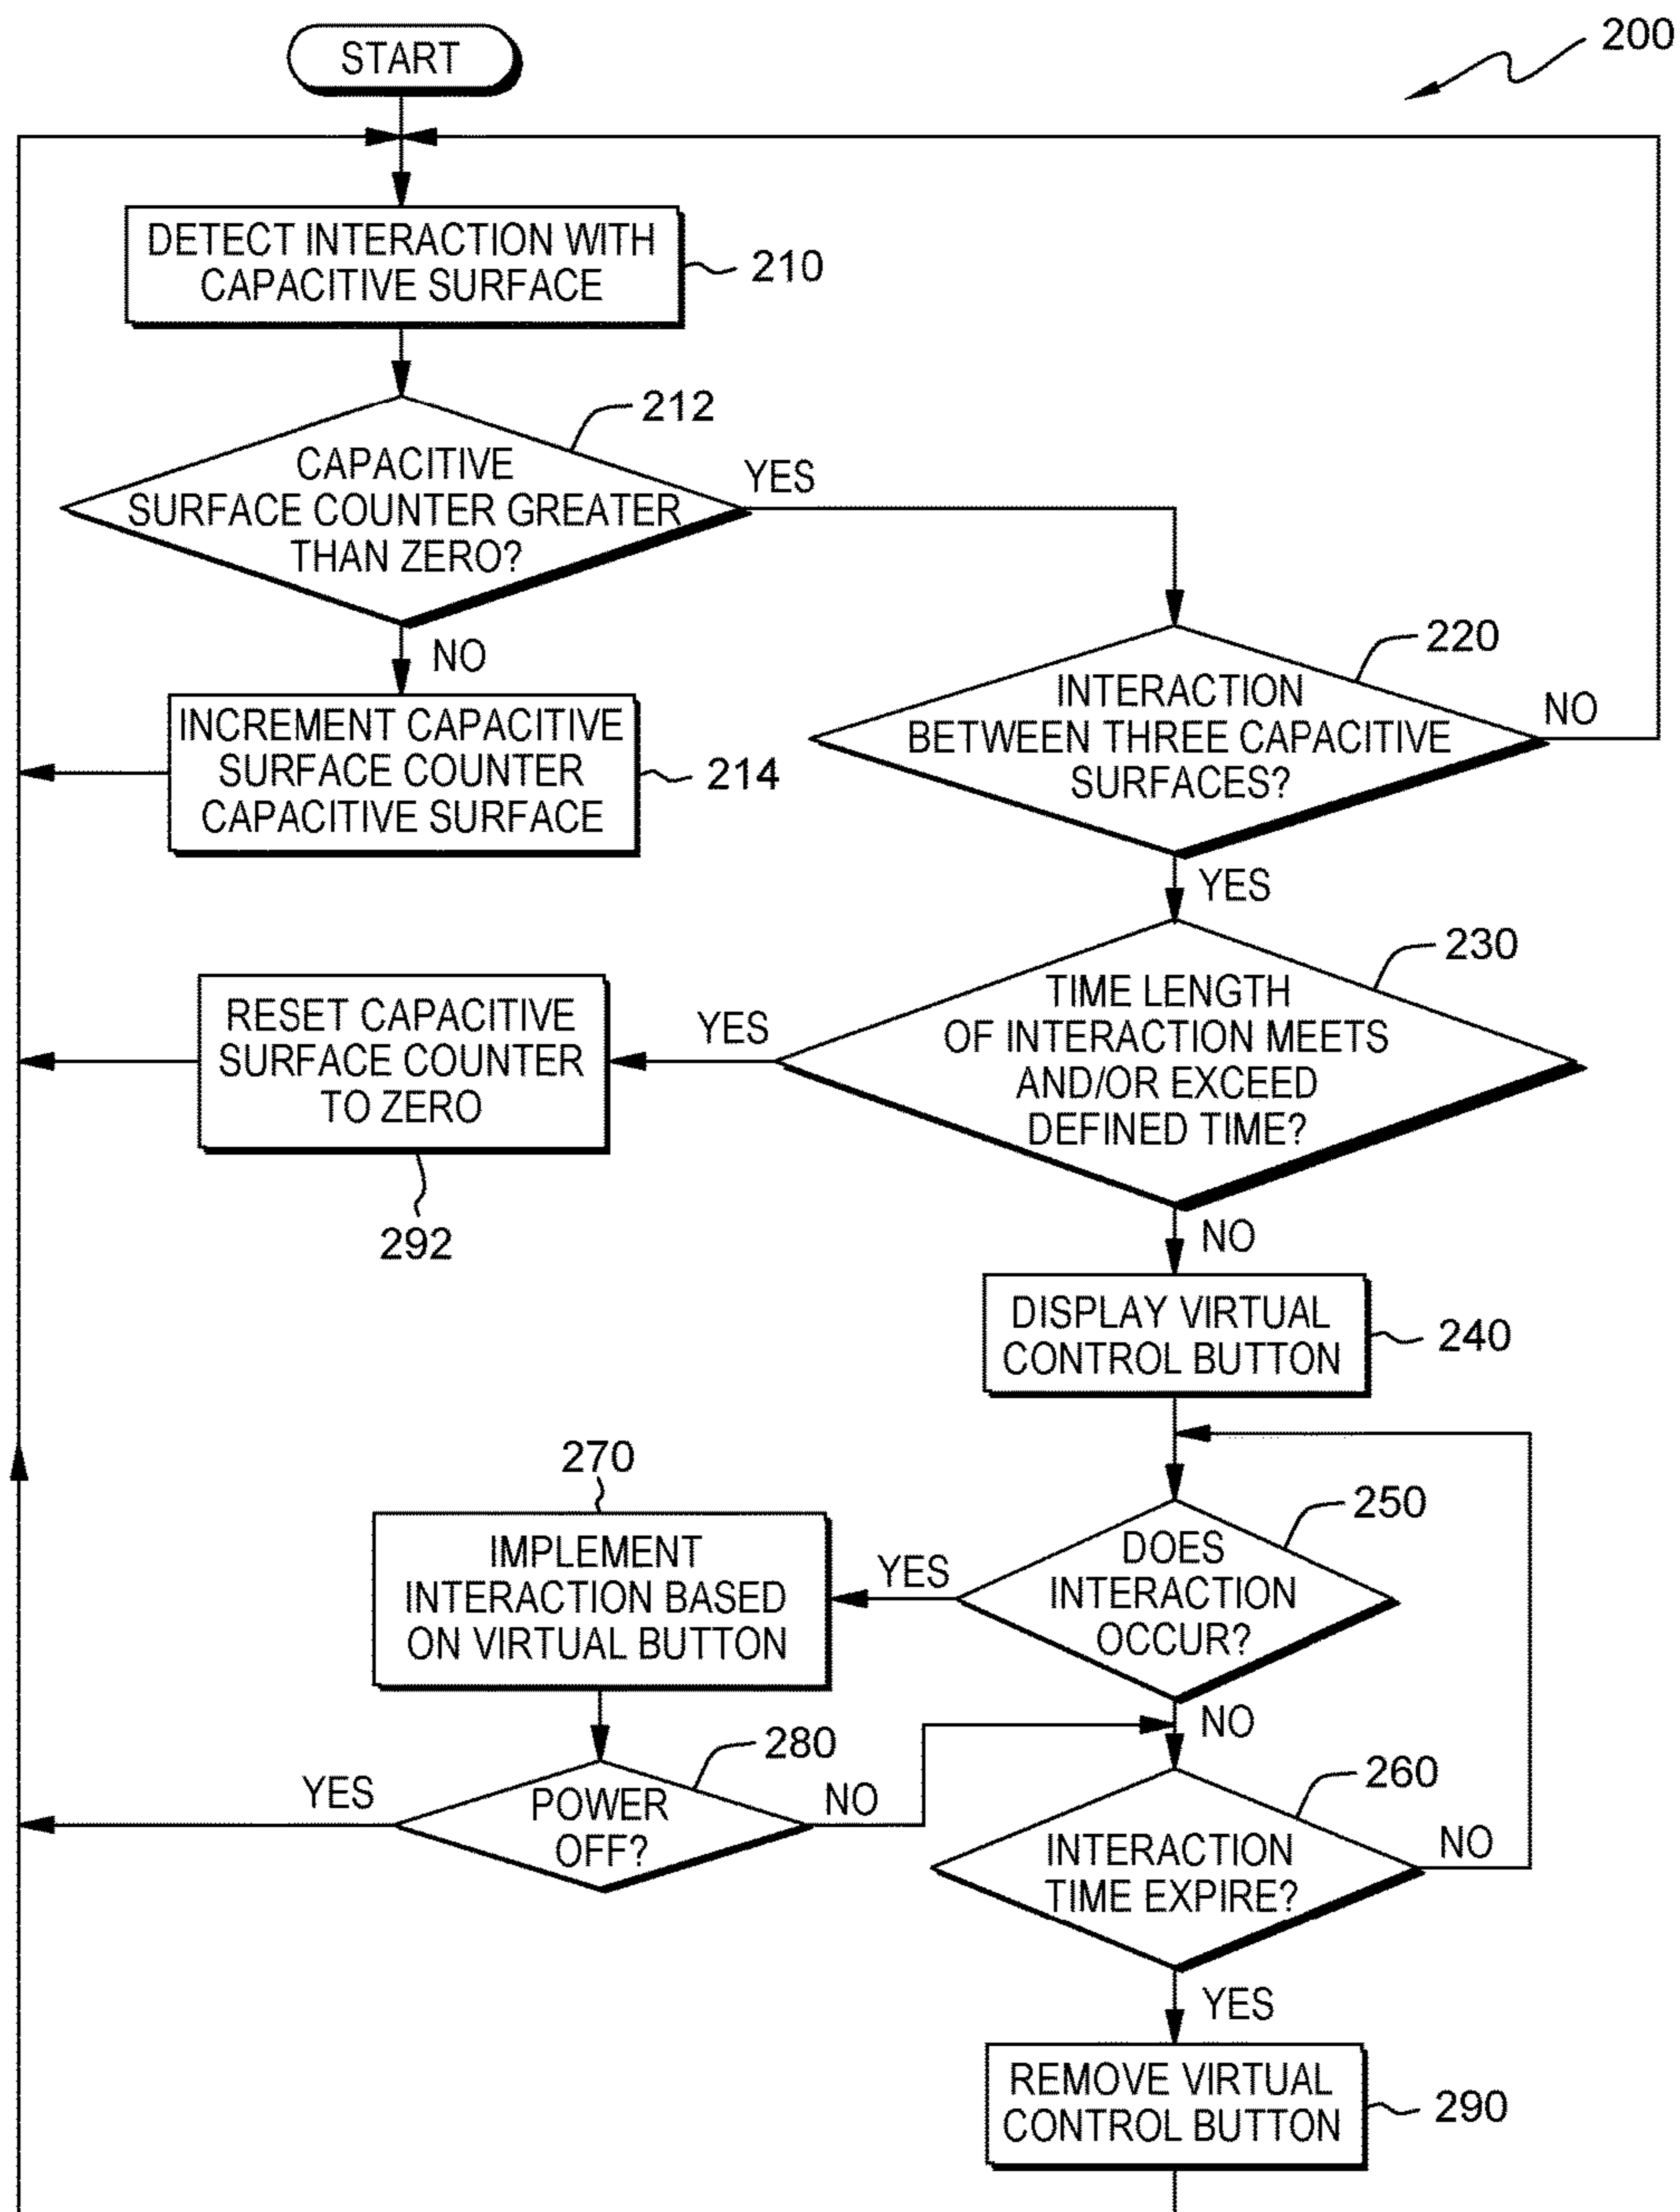 200
START
DETECT INTERACTION WITH
CAPACITIVE SURFACE
210
212
CAPACITIVE
SURFACE COUNTER GREATER
THAN ZERO?
YES
NO
INCREMENT CAPACITIVE
SURFACE COUNTER
CAPACITIVE SURFACE
214
220
INTERACTION
BETWEEN THREE CAPACITIVE
SURFACES?
NO
YES
230
TIME LENGTH
OF INTERACTION MEETS
AND/OR EXCEED
DEFINED TIME?
YES
RESET CAPACITIVE
SURFACE COUNTER
TO ZERO
292
NO
DISPLAY VIRTUAL
CONTROL BUTTON
240
250
DOES
INTERACTION
OCCUR?
YES
270
IMPLEMENT
INTERACTION BASED
ON VIRTUAL BUTTON
NO
280
POWER
OFF?
YES
NO
260
INTERACTION
TIME EXPIRE?
NO
YES
REMOVE VIRTUAL
CONTROL BUTTON
290